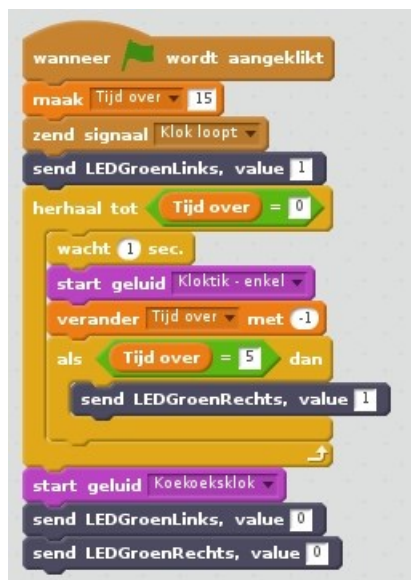 wanneer wordt aangeklikt
maak Tijd over 15
zend signaal Klok loopt
send LEDGroenLinks, value 1
herhaal tot Tijd over = 0
wacht 1 sec.
start geluid Kloktik - enkel
verander Tijd over met -1
als Tijd over = 5 dan
send LEDGroenRechts, value 1
start geluid Koekoeksklok
send LEDGroenLinks, value 0
send LEDGroenRechts, value 0